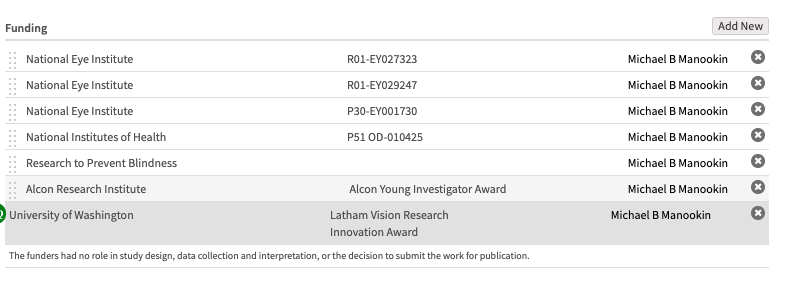 Funding
Add New
National Eye Institute R01-EY027323 Michael B Manookin
National Eye Institute R01-EY029247 Michael B Manookin
National Eye Institute P30-EY001730 Michael B Manookin
National Institutes of Health P51 OD-010425 Michael B Manookin
Research to Prevent Blindness Michael B Manookin
Alcon Research Institute Alcon Young Investigator Award Michael B Manookin
University of Washington Latham Vision Research Michael B Manookin
Innovation Award
The funders had no role in study design, data collection and interpretation, or the decision to submit the work for publication.